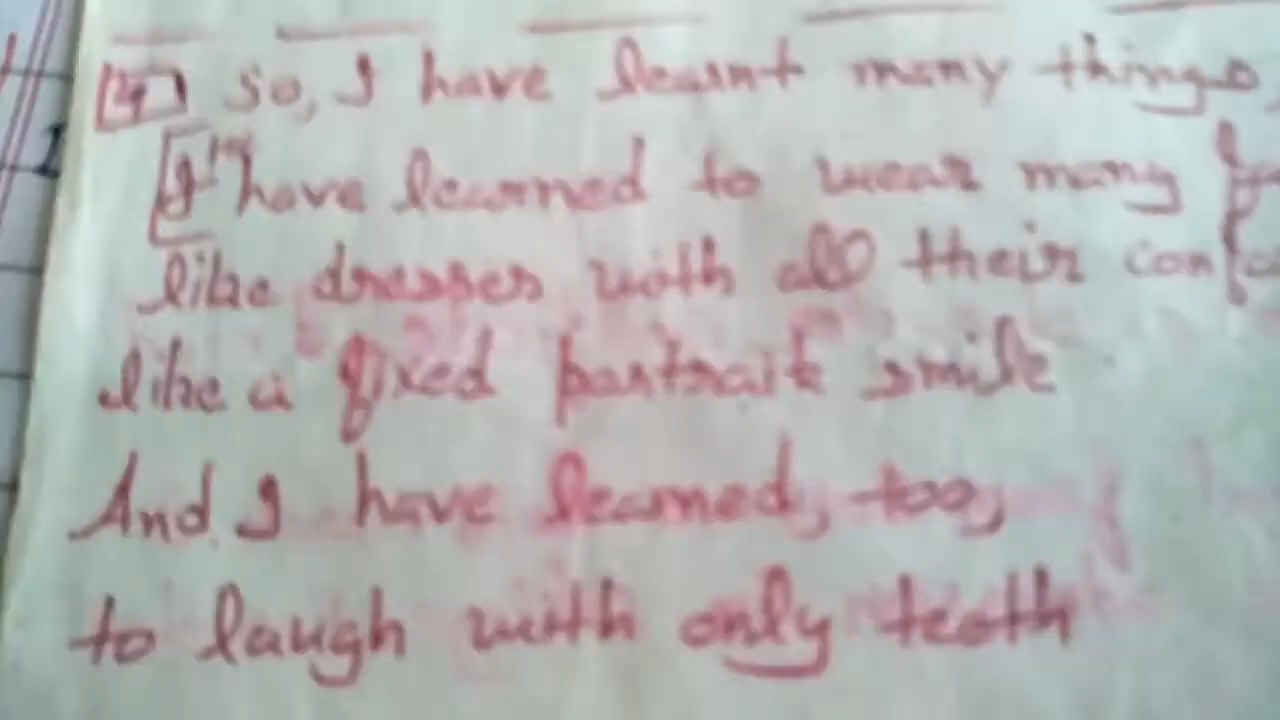 [4] So, I have learnt many things,
I have learned to wear many
like dresses with all their
like a fixed portrait smile
And I have learned, too,
to laugh with only teeth